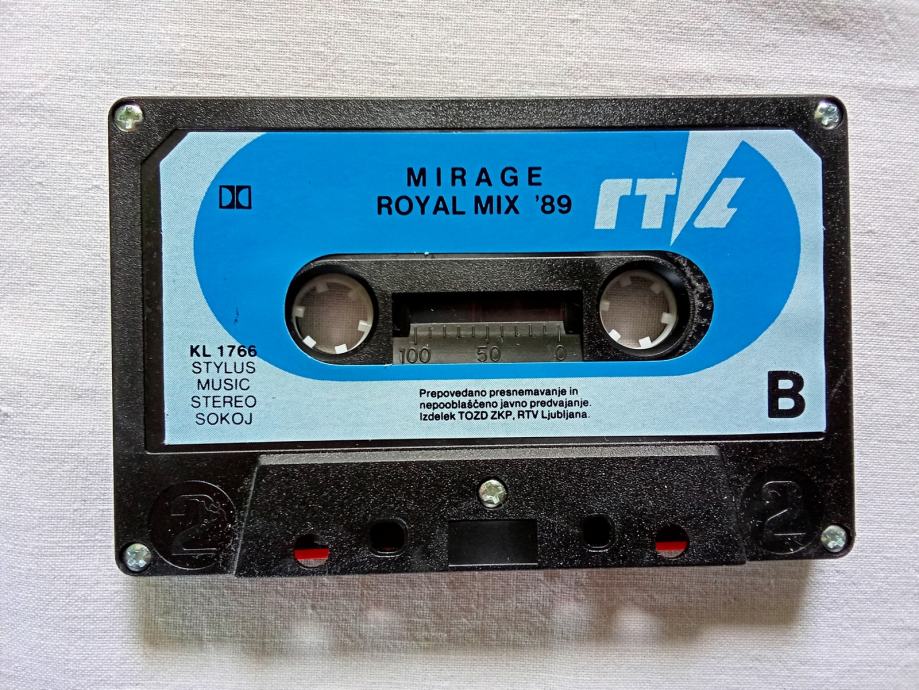 MIRAGE
ROYAL MIX '89
RTVL
100 50 0
KL 1766
STYLUS
MUSIC
STEREO
SOKOJ
Prepovedano presnemavanje in
nepooblaščeno javno predvajanje.
Izdelek TOZD ZKP, RTV Ljubljana.
B
2 2